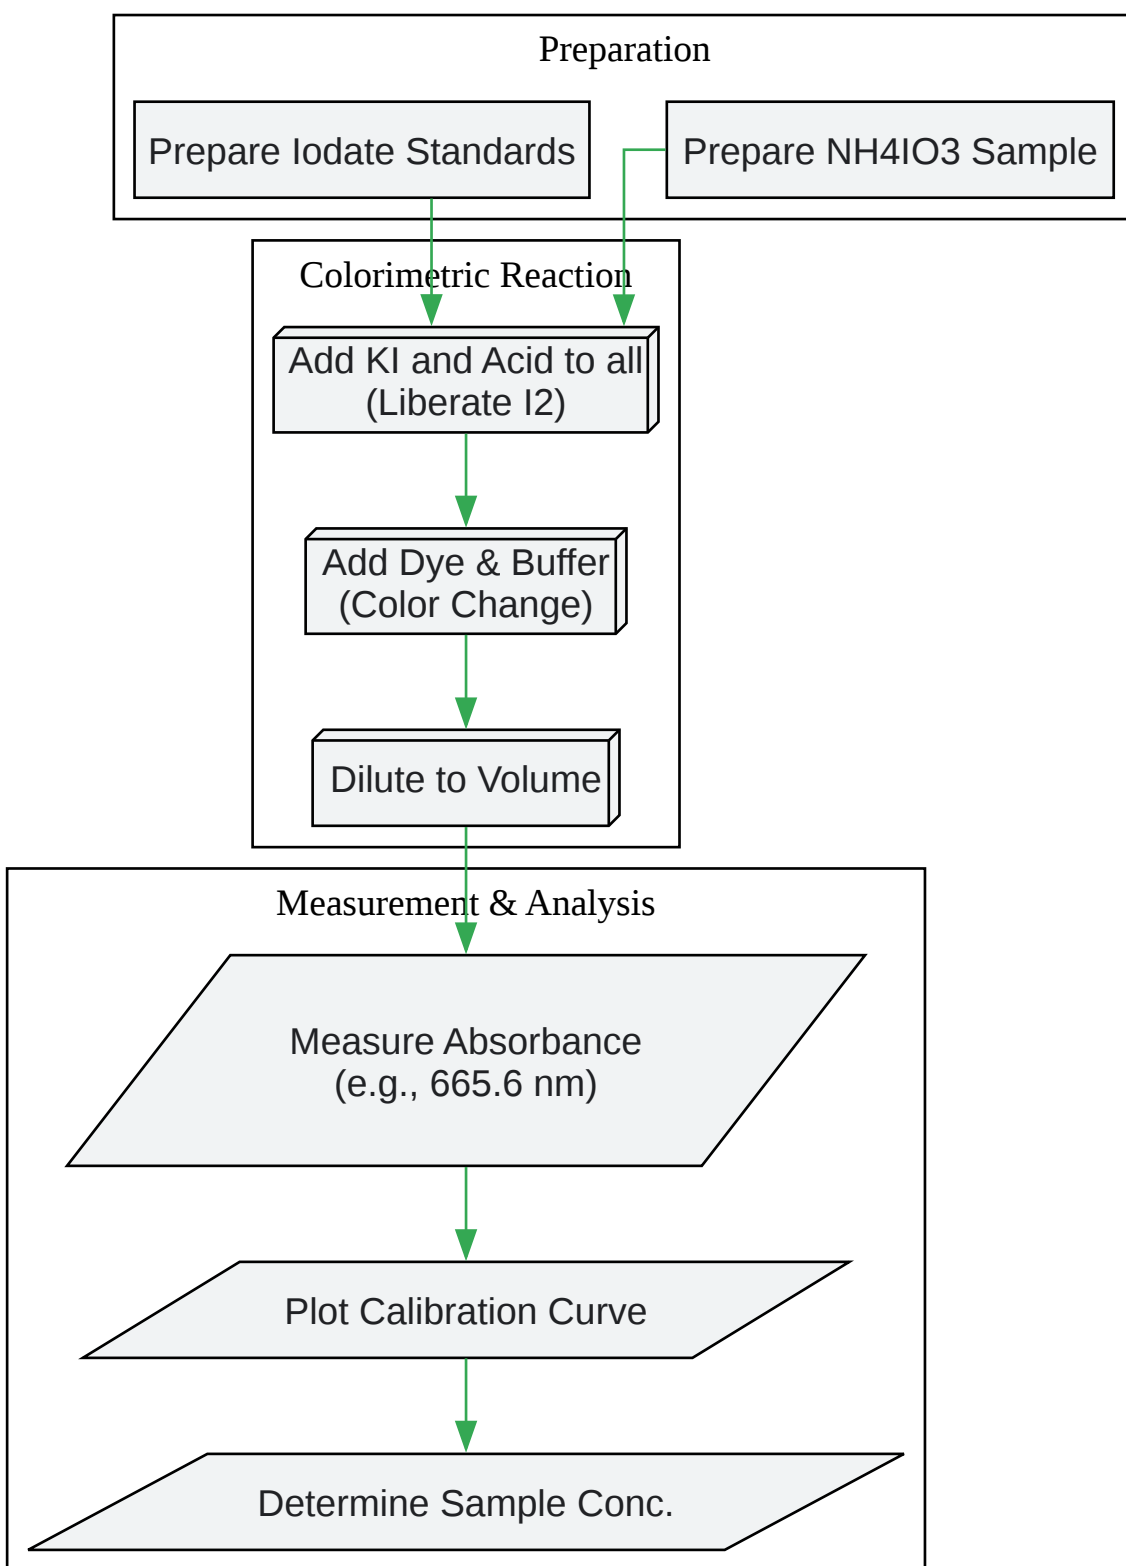 Preparation
Prepare Iodate Standards
Prepare NH4IO3 Sample
Colorimetric Reaction
Add KI and Acid to all
(Liberate I2)
Add Dye & Buffer
(Color Change)
Dilute to Volume
Measurement & Analysis
Measure Absorbance
(e.g., 665.6 nm)
Plot Calibration Curve
Determine Sample Conc.